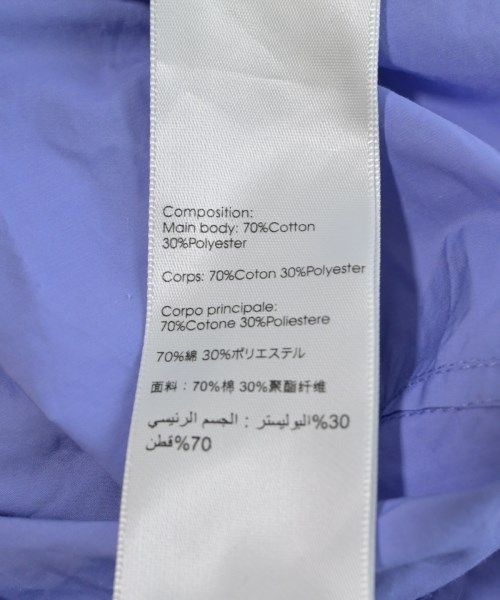 Composition:
Main body: 70%Cotton
30%Polyester
Corps: 70%Coton 30%Polyester
Corpo principale:
70%Cotone 30%Poliestere
70%綿 30%ポリエステル
面料：70%棉 30%聚酯纤维
30%اليوليستر : الجسم الرئيسي
70%قطن